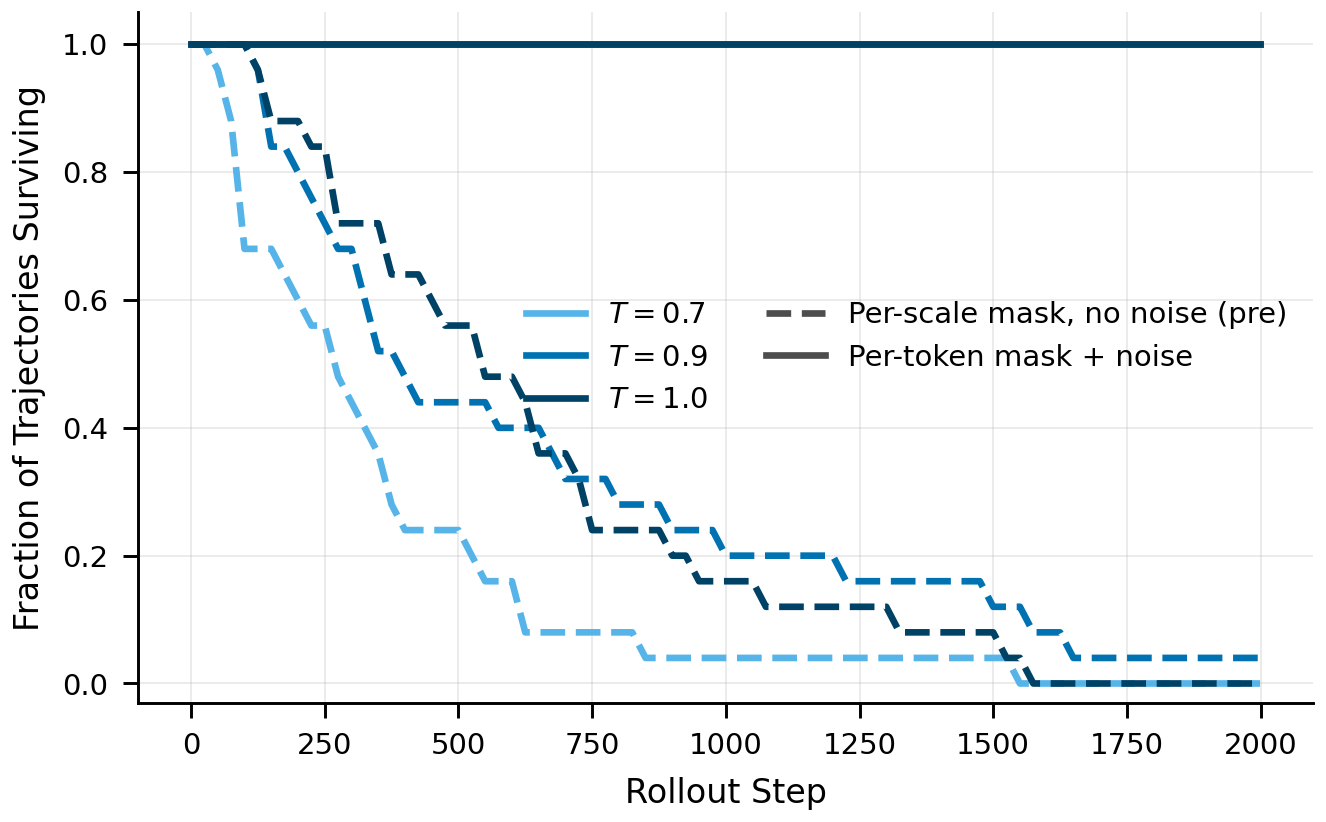 1.0
0.8
0.6
0.4
0.2
0.0
Fraction of Trajectories Surviving
T = 0.7
T = 0.9
T = 1.0
Per-scale mask, no noise (pre)
Per-token mask + noise
0 250 500 750 1000 1250 1500 1750 2000
Rollout Step